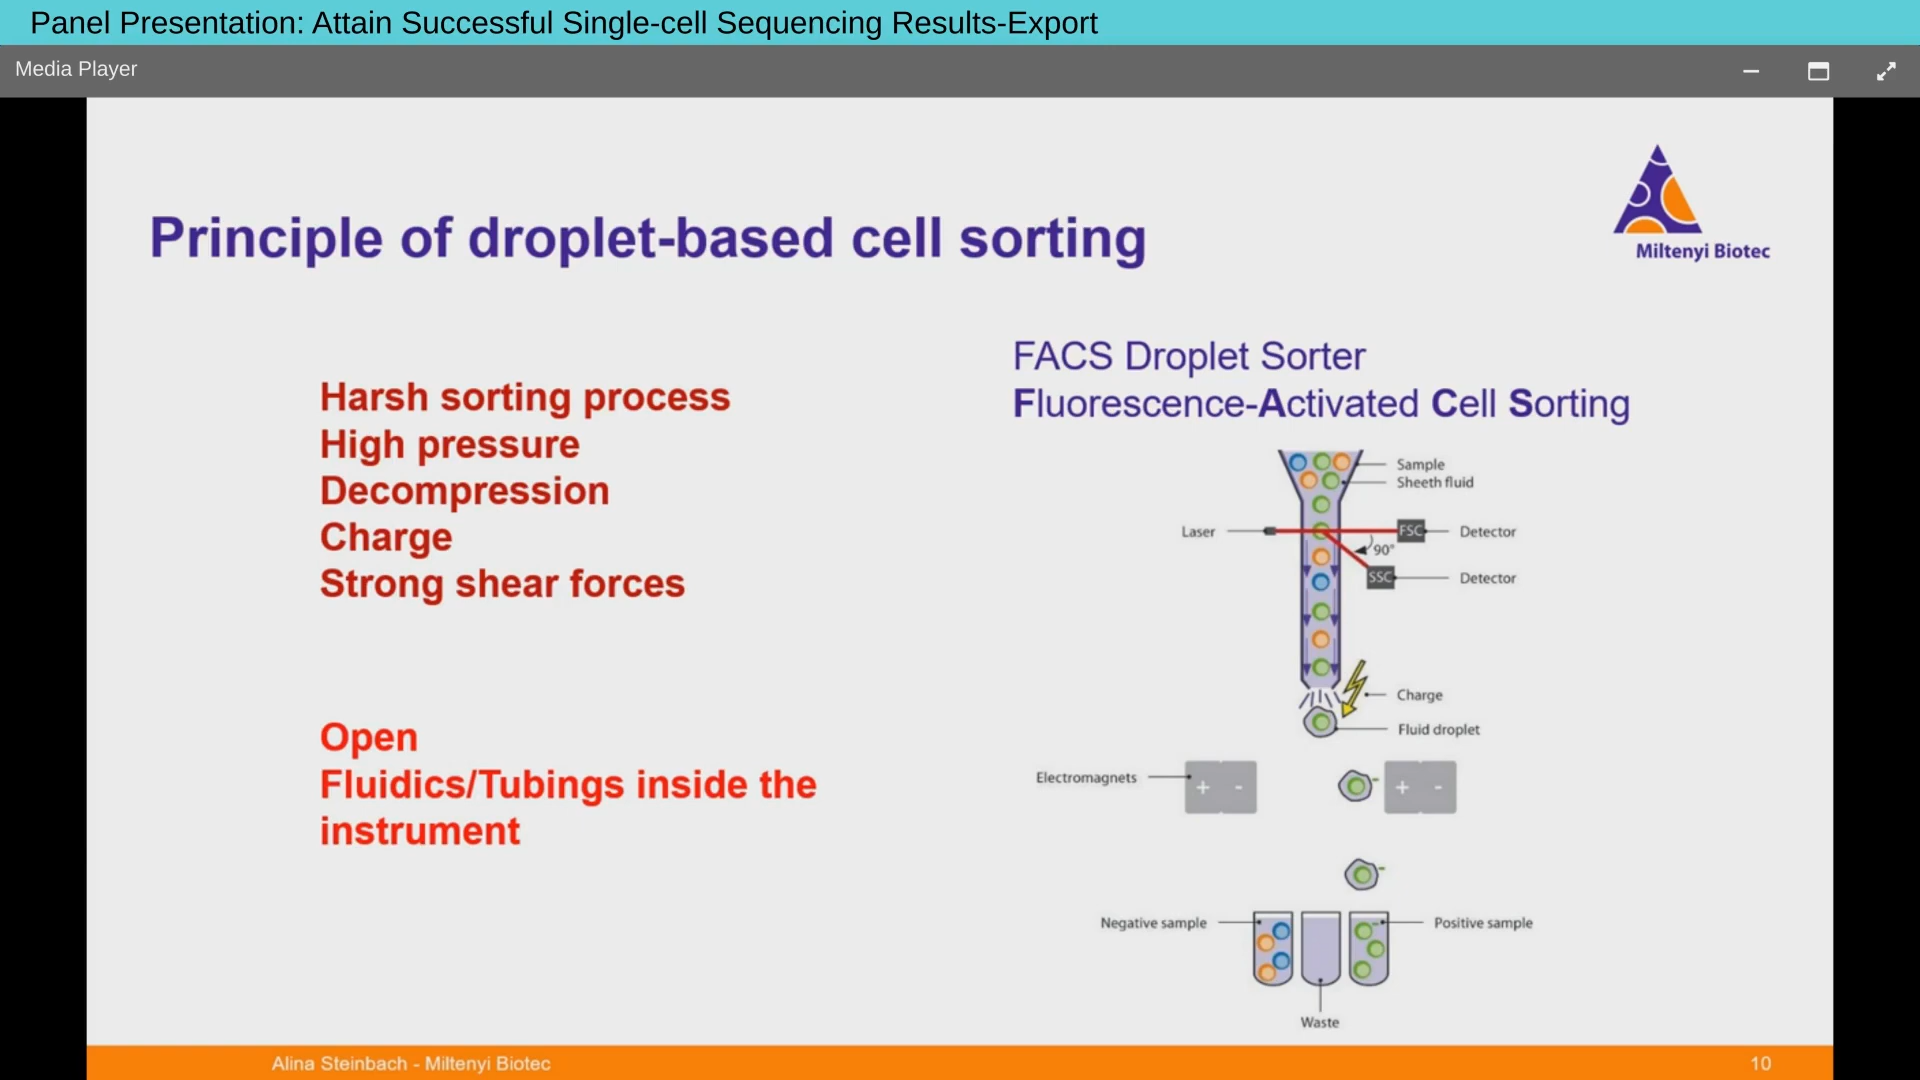 Panel Presentation: Attain Successful Single-cell Sequencing Results-Export
Media Player
Miltenyi Biotec
Principle of droplet-based cell sorting
Harsh sorting process
High pressure
Decompression
Charge
Strong shear forces
Open
Fluidics/Tubings inside the
instrument
FACS Droplet Sorter
Fluorescence-Activated Cell Sorting
Sample
Sheeth fluid
Laser
FSC
Detector
90°
SSC
Detector
Charge
Fluid droplet
Electromagnets
+ -
+ -
Negative sample
Positive sample
Waste
Alina Steinbach - Miltenyi Biotec
10